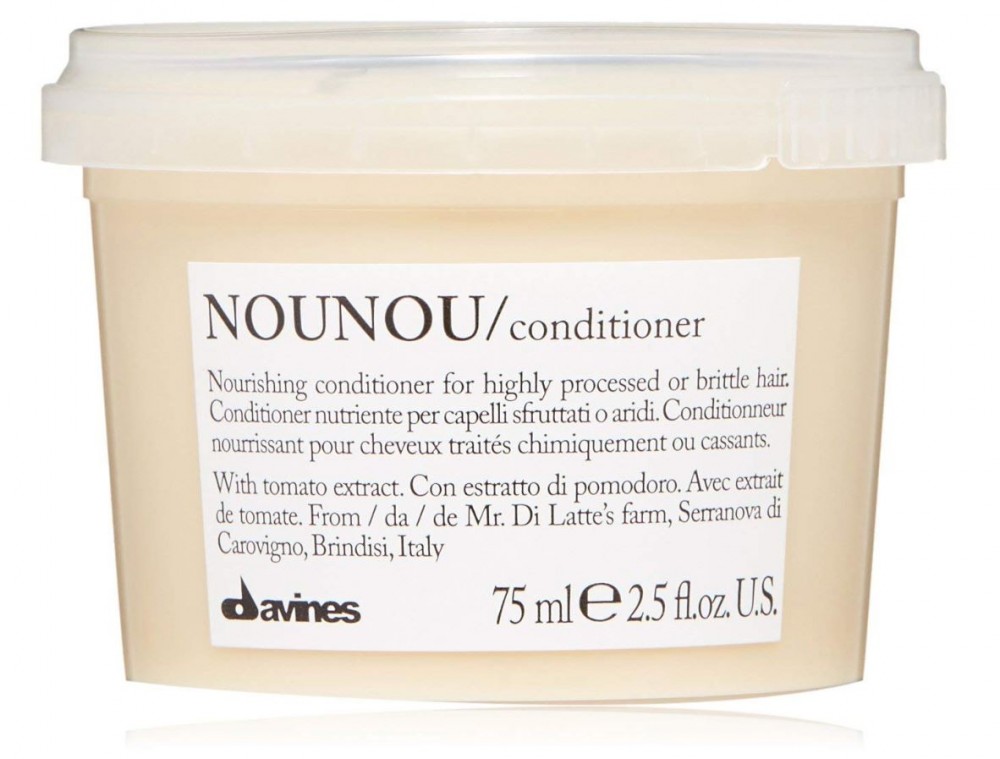 NOUNOU/conditioner
Nourishing conditioner for highly processed or brittle hair.
Conditioner nutriente per capelli sfruttati o aridi. Conditionneur
nourrissant pour cheveux traités chimiquement ou cassants.
With tomato extract. Con estratto di pomodoro. Avec extrait
de tomate. From / da / de Mr. Di Latte's farm, Serranova di
Carovigno, Brindisi, Italy
davines 75 ml ℮ 2.5 fl.oz. U.S.